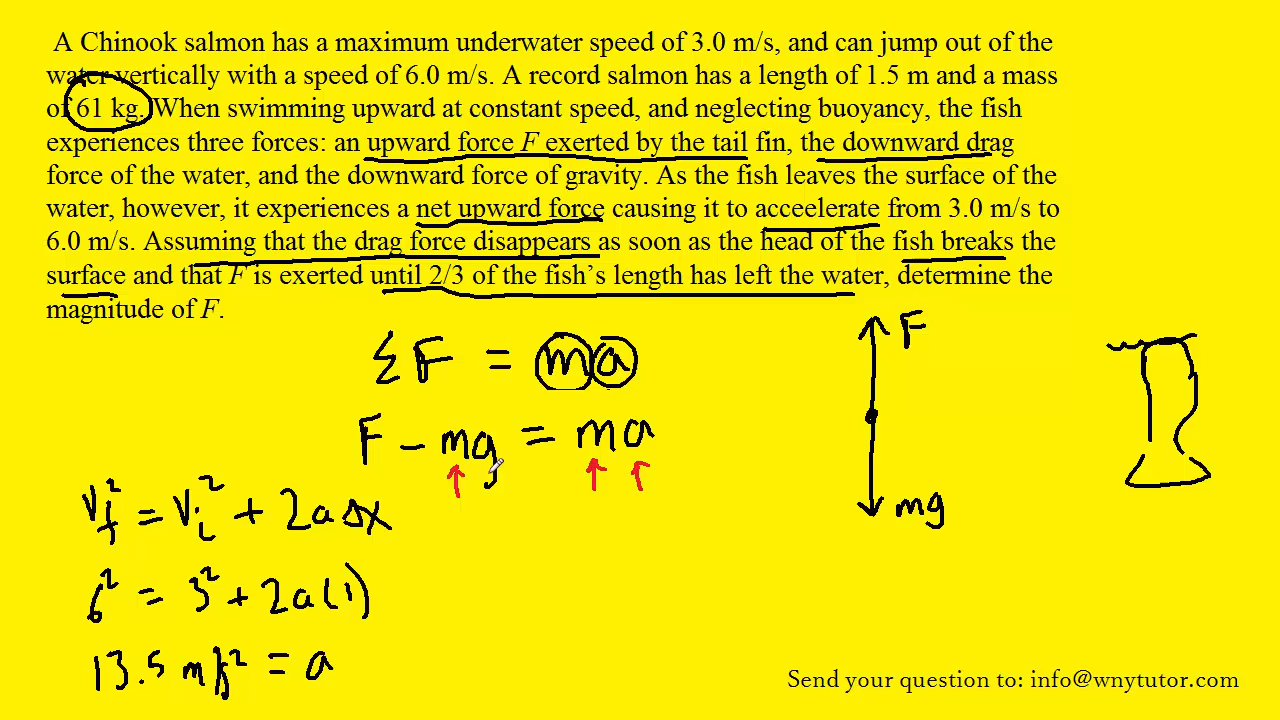 A Chinook salmon has a maximum underwater speed of 3.0 m/s, and can jump out of the
water vertically with a speed of 6.0 m/s. A record salmon has a length of 1.5 m and a mass
of 61 kg. When swimming upward at constant speed, and neglecting buoyancy, the fish
experiences three forces: an upward force F exerted by the tail fin, the downward drag
force of the water, and the downward force of gravity. As the fish leaves the surface of the
water, however, it experiences a net upward force causing it to acceelerate from 3.0 m/s to
6.0 m/s. Assuming that the drag force disappears as soon as the head of the fish breaks the
surface and that F is exerted until 2/3 of the fish's length has left the water, determine the
magnitude of F.
ΣF = ma
F - mg = ma
Vf² = Vi² + 2aΔx
6² = 3² + 2a(1)
13.5 m/s² = a
F
mg
Send your question to: info@wnytutor.com